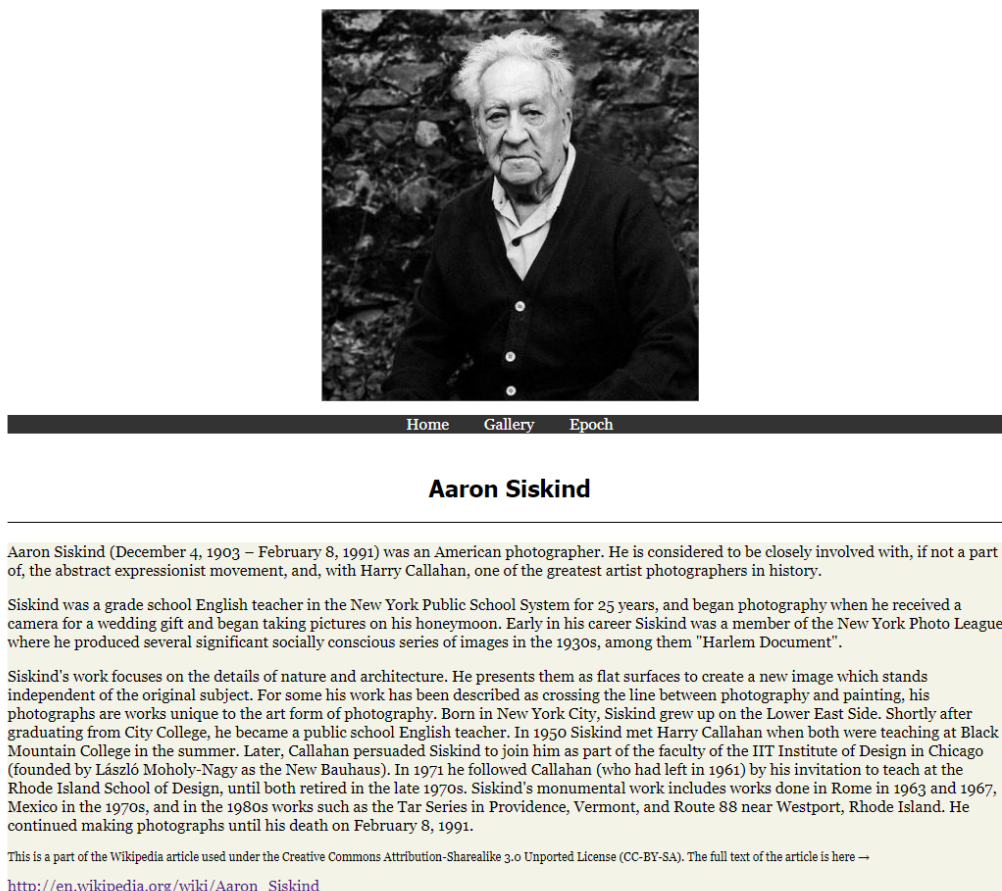 Home Gallery Epoch
Aaron Siskind
Aaron Siskind (December 4, 1903 – February 8, 1991) was an American photographer. He is considered to be closely involved with, if not a part
of, the abstract expressionist movement, and, with Harry Callahan, one of the greatest artist photographers in history.
Siskind was a grade school English teacher in the New York Public School System for 25 years, and began photography when he received a
camera for a wedding gift and began taking pictures on his honeymoon. Early in his career Siskind was a member of the New York Photo League
where he produced several significant socially conscious series of images in the 1930s, among them "Harlem Document".
Siskind's work focuses on the details of nature and architecture. He presents them as flat surfaces to create a new image which stands
independent of the original subject. For some his work has been described as crossing the line between photography and painting, his
photographs are works unique to the art form of photography. Born in New York City, Siskind grew up on the Lower East Side. Shortly after
graduating from City College, he became a public school English teacher. In 1950 Siskind met Harry Callahan when both were teaching at Black
Mountain College in the summer. Later, Callahan persuaded Siskind to join him as part of the faculty of the IIT Institute of Design in Chicago
(founded by László Moholy-Nagy as the New Bauhaus). In 1971 he followed Callahan (who had left in 1961) by his invitation to teach at the
Rhode Island School of Design, until both retired in the late 1970s. Siskind's monumental work includes works done in Rome in 1963 and 1967,
Mexico in the 1970s, and in the 1980s works such as the Tar Series in Providence, Vermont, and Route 88 near Westport, Rhode Island. He
continued making photographs until his death on February 8, 1991.
This is a part of the Wikipedia article used under the Creative Commons Attribution-Sharealike 3.0 Unported License (CC-BY-SA). The full text of the article is here →
http://en.wikipedia.org/wiki/Aaron_Siskind